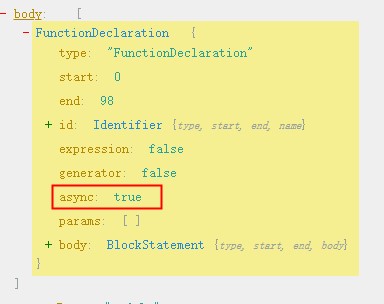 - body: [
- FunctionDeclaration {
type: "FunctionDeclaration"
start: 0
end: 98
+ id: Identifier {type, start, end, name}
expression: false
generator: false
async: true
params: [ ]
+ body: BlockStatement {type, start, end, body}
}
]